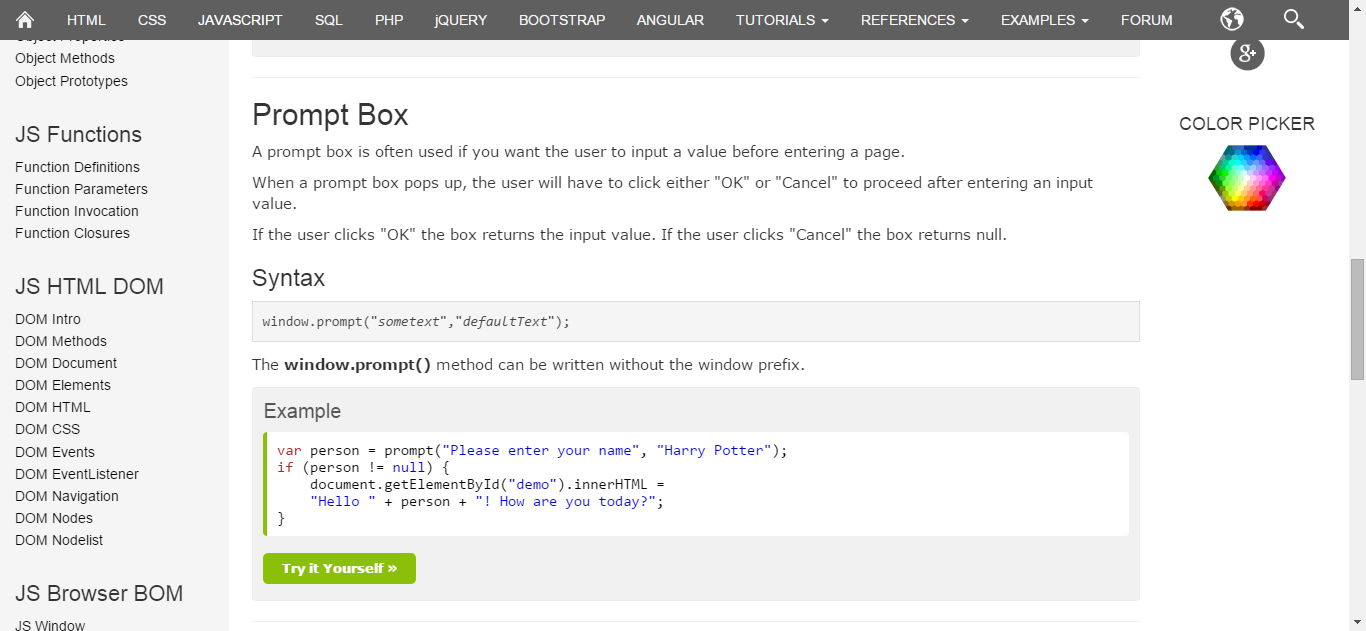 HTML CSS JAVASCRIPT SQL PHP jQUERY BOOTSTRAP ANGULAR TUTORIALS REFERENCES EXAMPLES FORUM
Object Properties
Object Methods
Object Prototypes
JS Functions
Function Definitions
Function Parameters
Function Invocation
Function Closures
JS HTML DOM
DOM Intro
DOM Methods
DOM Document
DOM Elements
DOM HTML
DOM CSS
DOM Events
DOM EventListener
DOM Navigation
DOM Nodes
DOM Nodelist
JS Browser BOM
JS Window
Prompt Box
A prompt box is often used if you want the user to input a value before entering a page.
When a prompt box pops up, the user will have to click either "OK" or "Cancel" to proceed after entering an input
value.
If the user clicks "OK" the box returns the input value. If the user clicks "Cancel" the box returns null.
Syntax
window.prompt("sometext","defaultText");
The window.prompt() method can be written without the window prefix.
Example
var person = prompt("Please enter your name", "Harry Potter");
if (person != null) {
    document.getElementById("demo").innerHTML =
    "Hello " + person + "! How are you today?";
}
Try it Yourself »
g+
COLOR PICKER